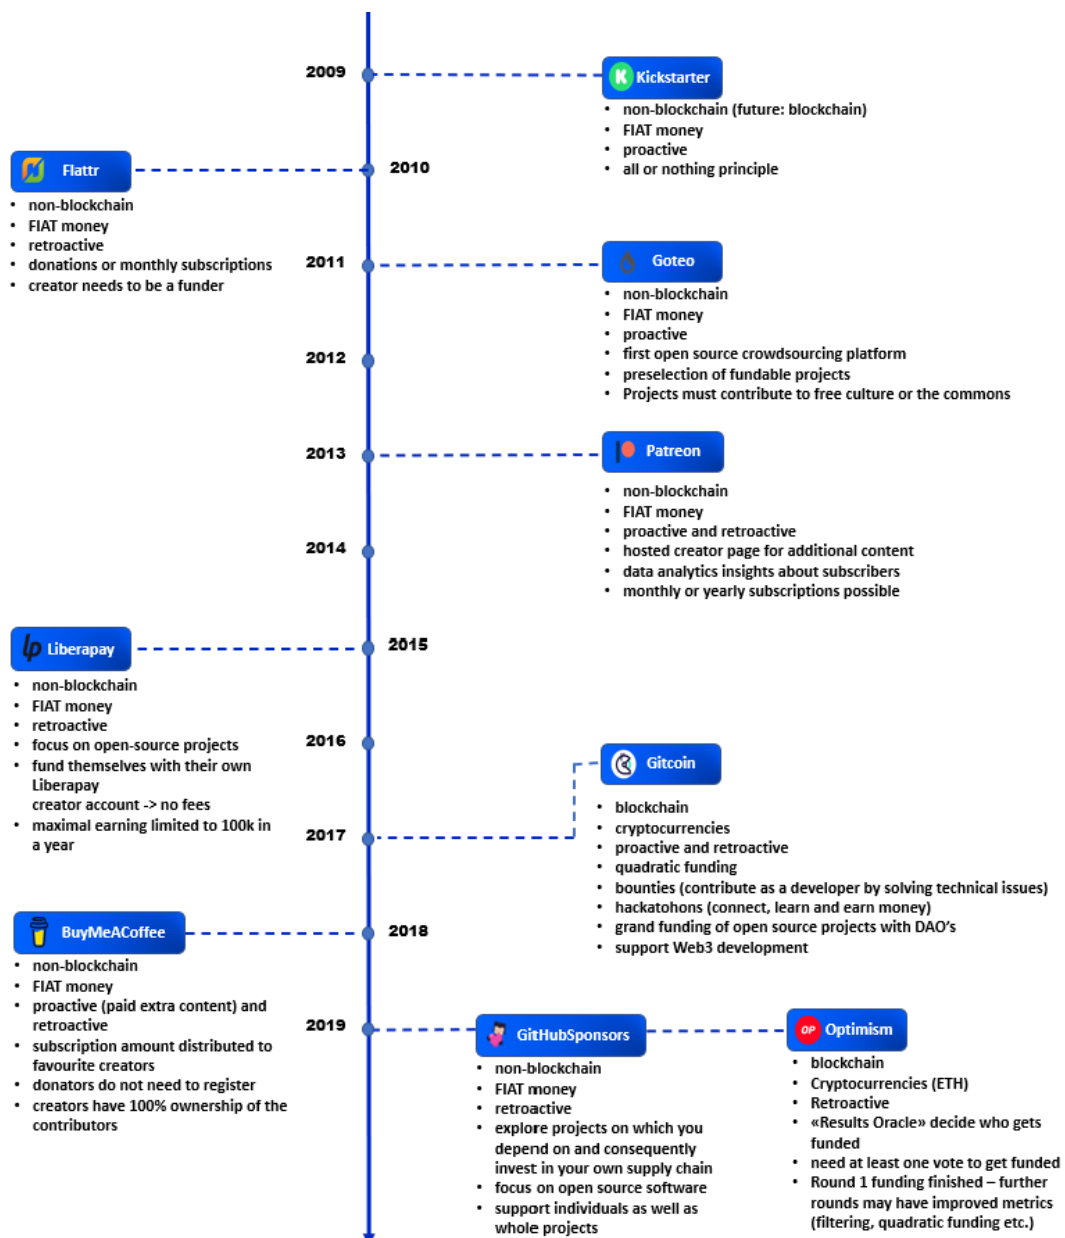 2009
Kickstarter
• non-blockchain (future: blockchain)
• FIAT money
• proactive
• all or nothing principle
Flattr
2010
• non-blockchain
• FIAT money
• retroactive
• donations or monthly subscriptions
• creator needs to be a funder
2011
Goteo
• non-blockchain
• FIAT money
• proactive
• first open source crowdsourcing platform
• preselection of fundable projects
• Projects must contribute to free culture or the commons
2012
2013
Patreon
• non-blockchain
• FIAT money
• proactive and retroactive
• hosted creator page for additional content
• data analytics insights about subscribers
• monthly or yearly subscriptions possible
2014
lp Liberapay
2015
• non-blockchain
• FIAT money
• retroactive
• focus on open-source projects
• fund themselves with their own
Liberapay
creator account -> no fees
• maximal earning limited to 100k in
a year
2016
Gitcoin
2017
• blockchain
• cryptocurrencies
• proactive and retroactive
• quadratic funding
• bounties (contribute as a developer by solving technical issues)
• hackatohons (connect, learn and earn money)
• grand funding of open source projects with DAO's
• support Web3 development
BuyMeACoffee
2018
• non-blockchain
• FIAT money
• proactive (paid extra content) and
retroactive
• subscription amount distributed to
favourite creators
• donators do not need to register
• creators have 100% ownership of the
contributors
2019
GitHubSponsors
• non-blockchain
• FIAT money
• retroactive
• explore projects on which you
depend on and consequently
invest in your own supply chain
• focus on open source software
• support individuals as well as
whole projects
OP Optimism
• blockchain
• Cryptocurrencies (ETH)
• Retroactive
• «Results Oracle» decide who gets
funded
• need at least one vote to get funded
• Round 1 funding finished – further
rounds may have improved metrics
(filtering, quadratic funding etc.)